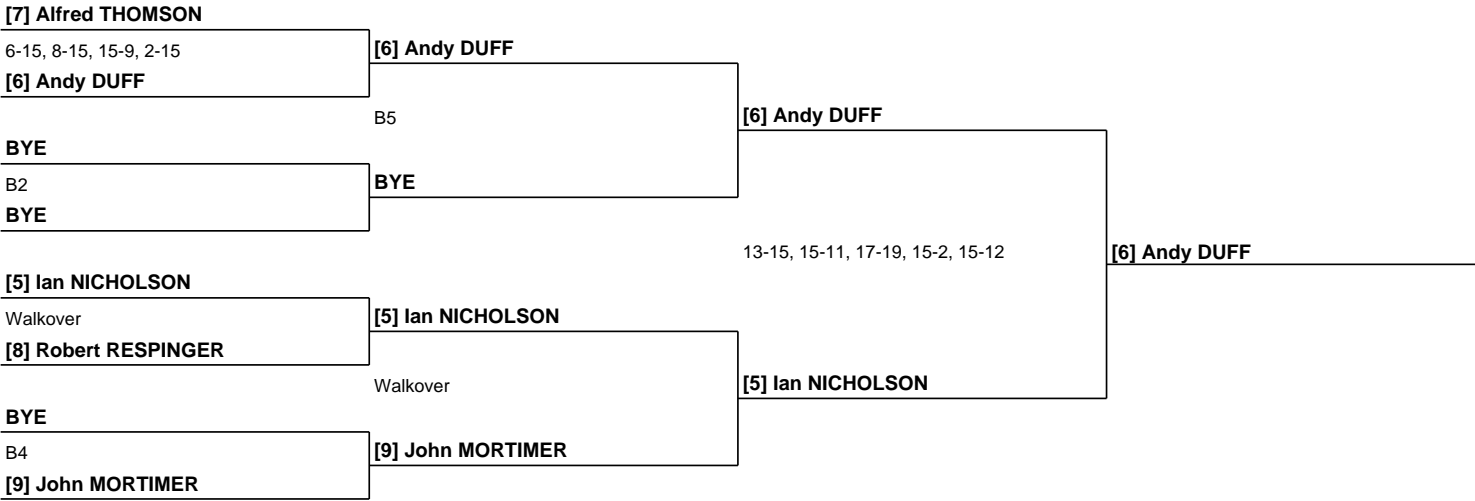 [7] Alfred THOMSON
6-15, 8-15, 15-9, 2-15
[6] Andy DUFF
[6] Andy DUFF
B5
[6] Andy DUFF
BYE
B2
BYE
BYE
13-15, 15-11, 17-19, 15-2, 15-12
[6] Andy DUFF
[5] Ian NICHOLSON
Walkover
[5] Ian NICHOLSON
[8] Robert RESPINGER
Walkover
[5] Ian NICHOLSON
BYE
B4
[9] John MORTIMER
[9] John MORTIMER